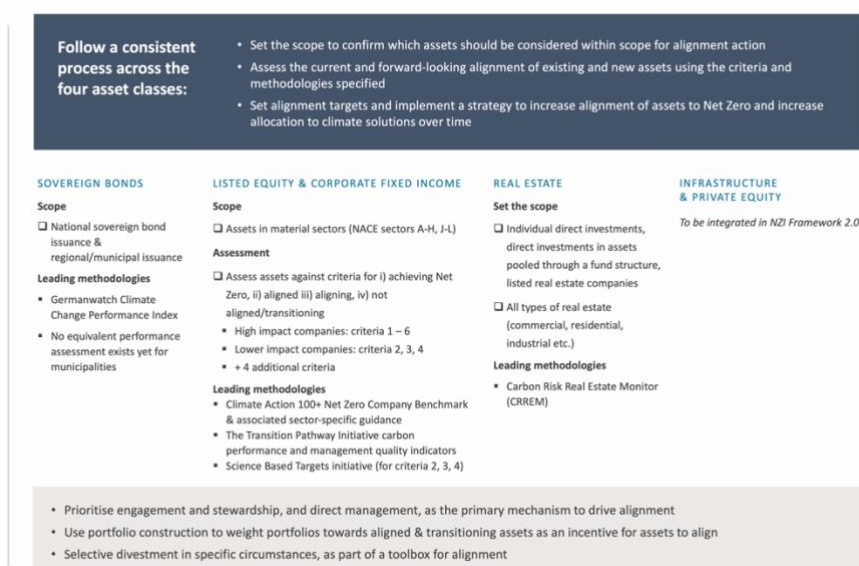 Follow a consistent
process across the
four asset classes:
• Set the scope to confirm which assets should be considered within scope for alignment action
• Assess the current and forward-looking alignment of existing and new assets using the criteria and
methodologies specified
• Set alignment targets and implement a strategy to increase alignment of assets to Net Zero and increase
allocation to climate solutions over time
SOVEREIGN BONDS
Scope
❑ National sovereign bond
issuance &
regional/municipal issuance
Leading methodologies
▪ Germanwatch Climate
Change Performance Index
▪ No equivalent performance
assessment exists yet for
municipalities
LISTED EQUITY & CORPORATE FIXED INCOME
Scope
❑ Assets in material sectors (NACE sectors A-H, J-L)
Assessment
❑ Assess assets against criteria for i) achieving Net
Zero, ii) aligned iii) aligning, iv) not
aligned/transitioning
▪ High impact companies: criteria 1 – 6
▪ Lower impact companies: criteria 2, 3, 4
▪ + 4 additional criteria
Leading methodologies
▪ Climate Action 100+ Net Zero Company Benchmark
& associated sector-specific guidance
▪ The Transition Pathway Initiative carbon
performance and management quality indicators
▪ Science Based Targets initiative (for criteria 2, 3, 4)
REAL ESTATE
Set the scope
❑ Individual direct investments,
direct investments in assets
pooled through a fund structure,
listed real estate companies
❑ All types of real estate
(commercial, residential,
industrial etc.)
Leading methodologies
▪ Carbon Risk Real Estate Monitor
(CRREM)
INFRASTRUCTURE
& PRIVATE EQUITY
To be integrated in NZI Framework 2.0
• Prioritise engagement and stewardship, and direct management, as the primary mechanism to drive alignment
• Use portfolio construction to weight portfolios towards aligned & transitioning assets as an incentive for assets to align
• Selective divestment in specific circumstances, as part of a toolbox for alignment